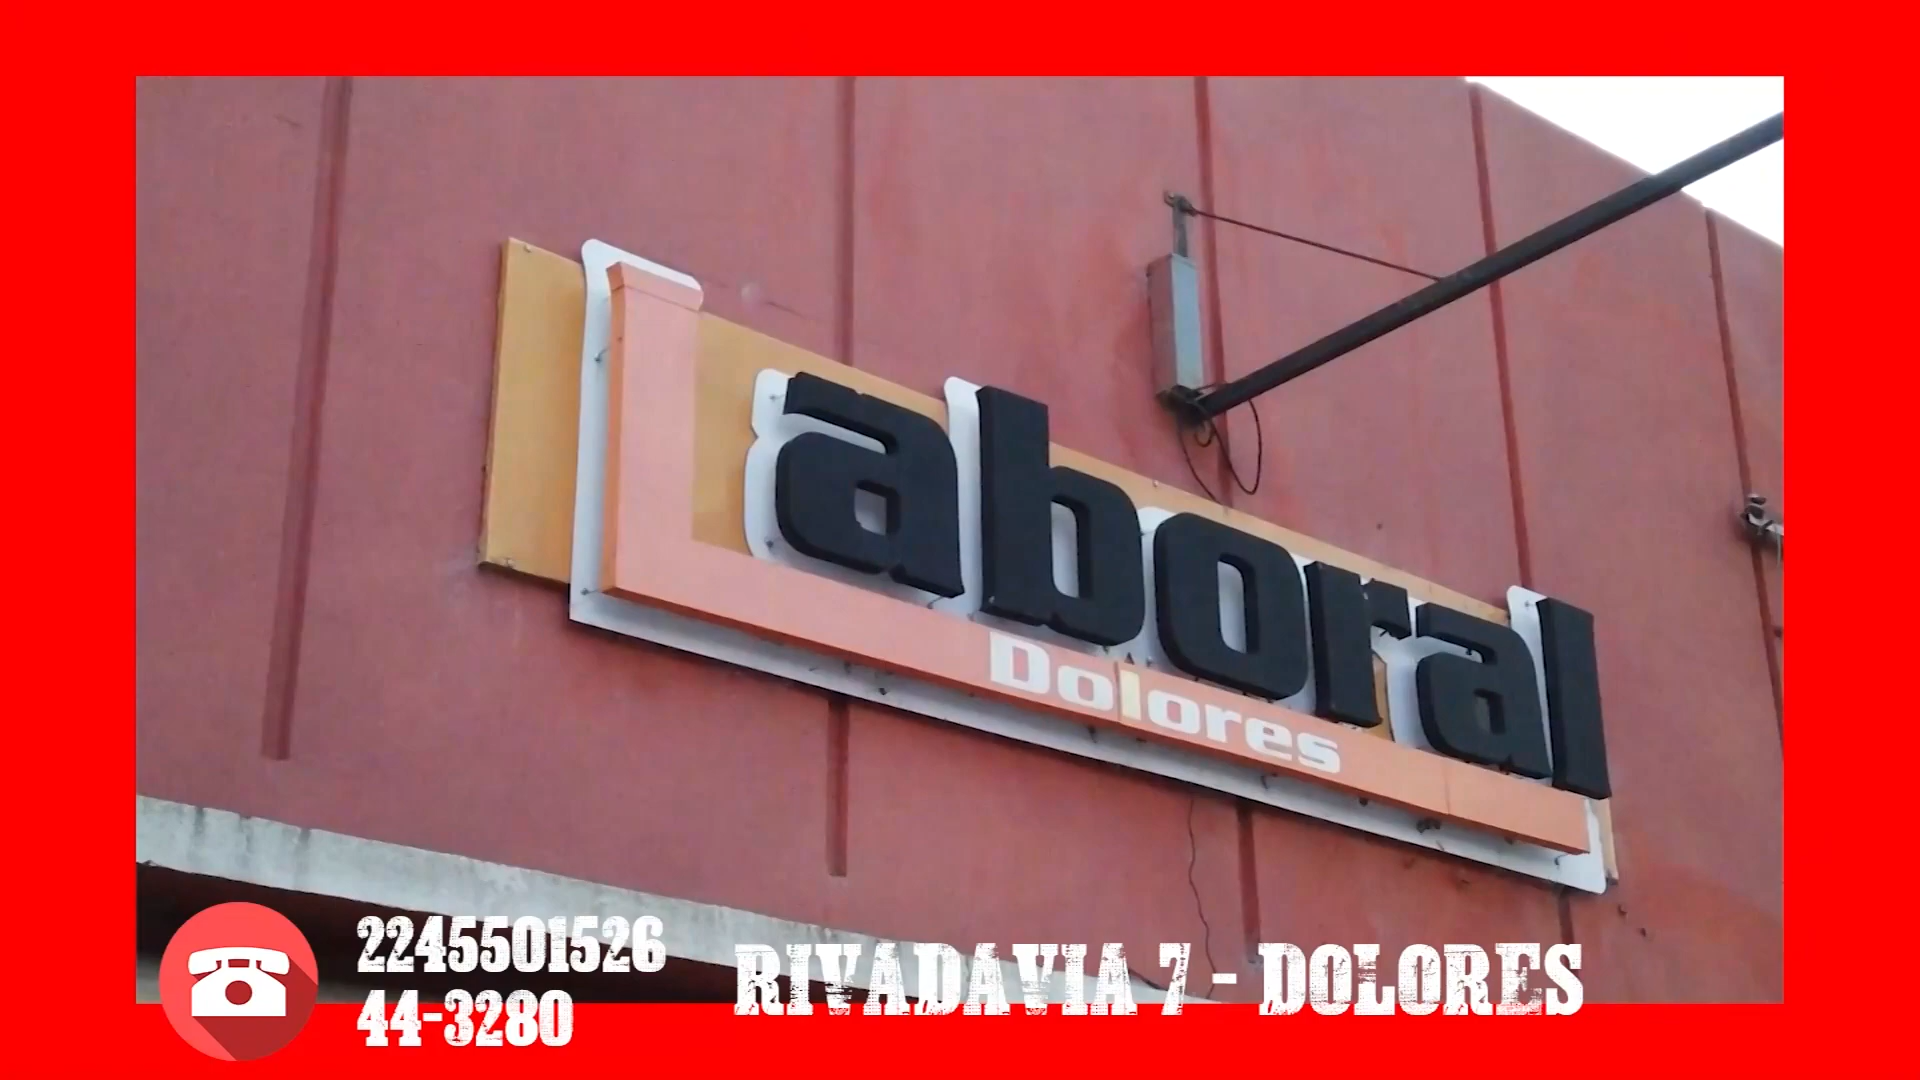 Laboral
Dolores
2245501526
44-3280
RIVADAVIA 7 - DOLORES